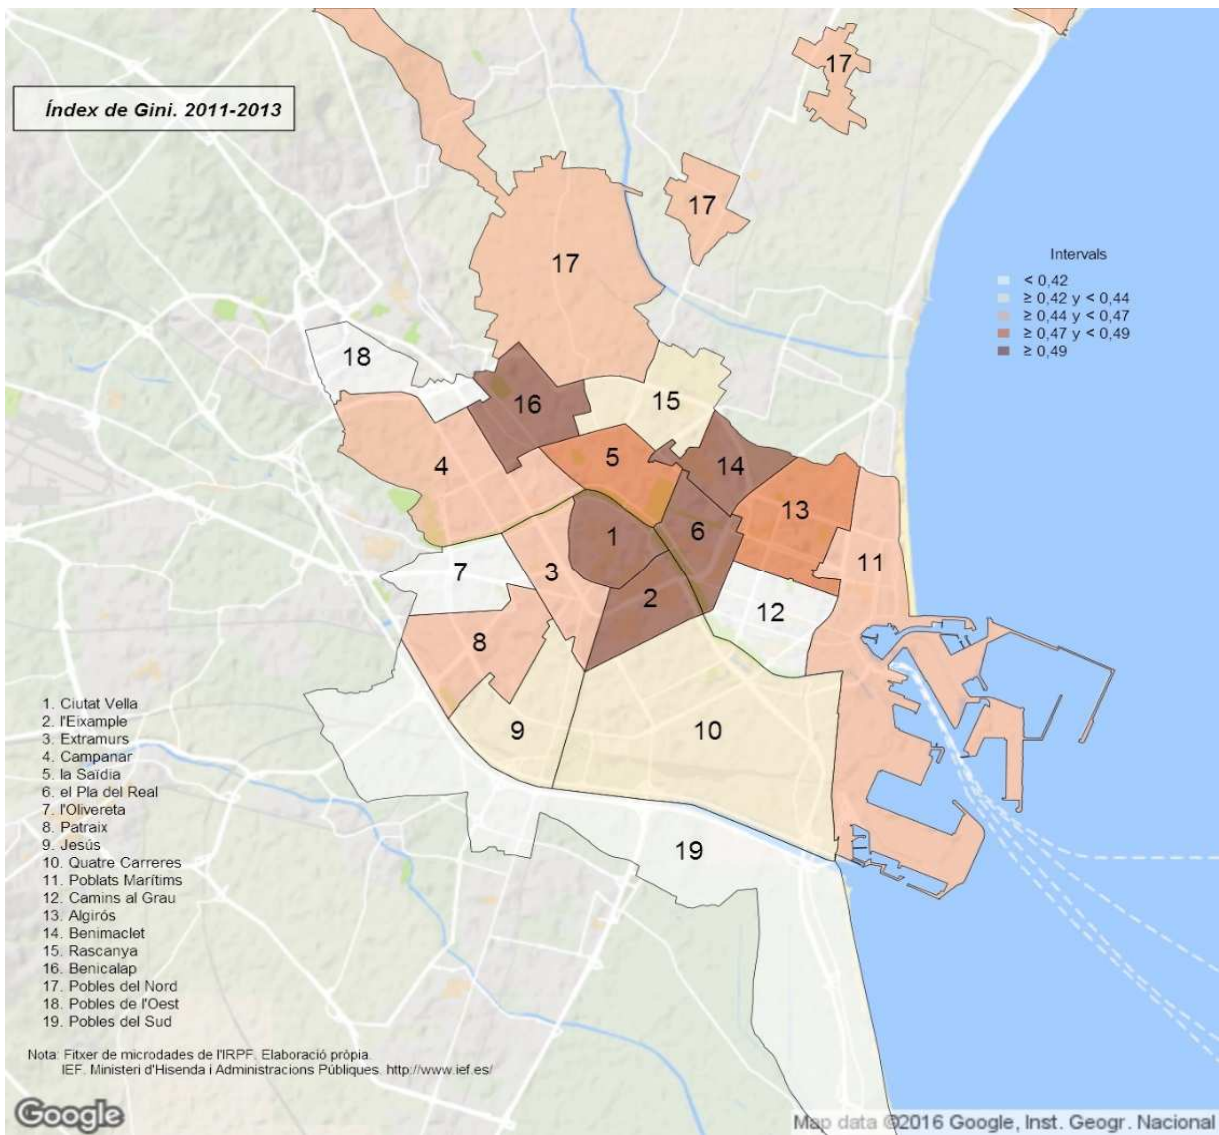 Índex de Gini. 2011-2013
17
17
17
Intervals
< 0,42
≥ 0,42 y < 0,44
≥ 0,44 y < 0,47
≥ 0,47 y < 0,49
≥ 0,49
18
16
15
4
5
14
13
1
6
11
7
3
2
12
8
9
10
19
1. Ciutat Vella
2. l'Eixample
3. Extramurs
4. Campanar
5. la Saïdia
6. el Pla del Real
7. l'Olivereta
8. Patraix
9. Jesús
10. Quatre Carreres
11. Poblats Marítims
12. Camins al Grau
13. Algirós
14. Benimaclet
15. Rascanya
16. Benicalap
17. Pobles del Nord
18. Pobles de l'Oest
19. Pobles del Sud
Nota: Fitxer de microdades de l'IRPF. Elaboració pròpia.
IEF. Ministeri d'Hisenda i Administracions Públiques. http://www.ief.es/
Google
Map data ©2016 Google, Inst. Geogr. Nacional